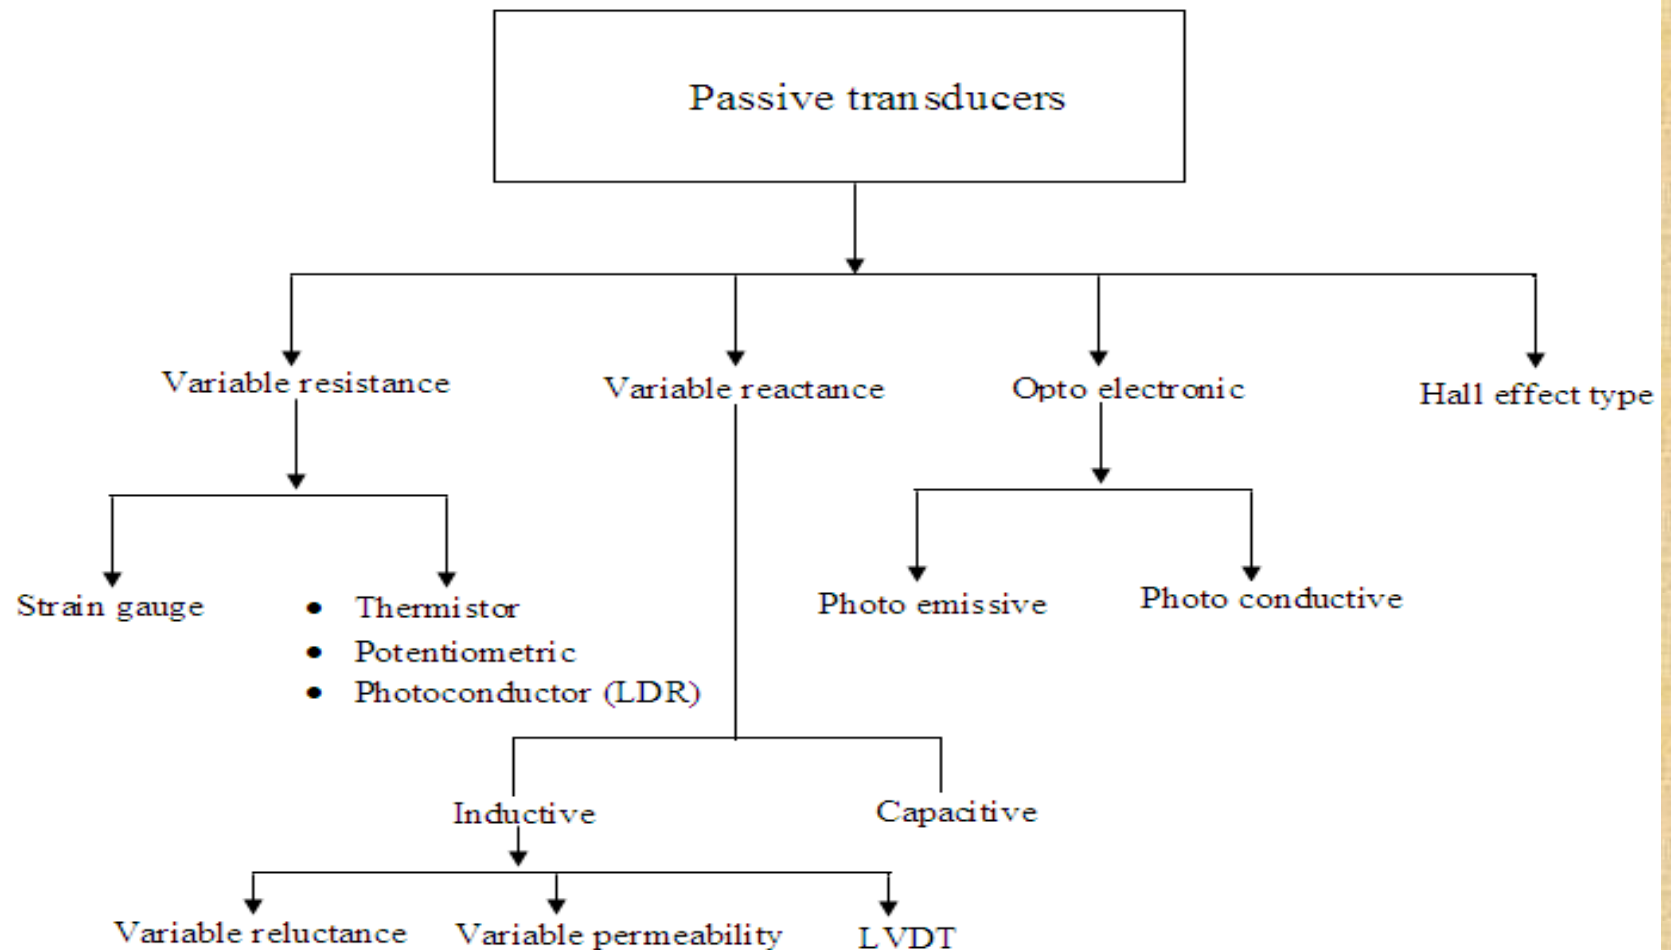 Passive transducers
Variable resistance
Variable reactance
Opto electronic
Hall effect type
Strain gauge
• Thermistor
• Potentiometric
• Photoconductor (LDR)
Photo emissive
Photo conductive
Inductive
Capacitive
Variable reluctance
Variable permeability
LVDT